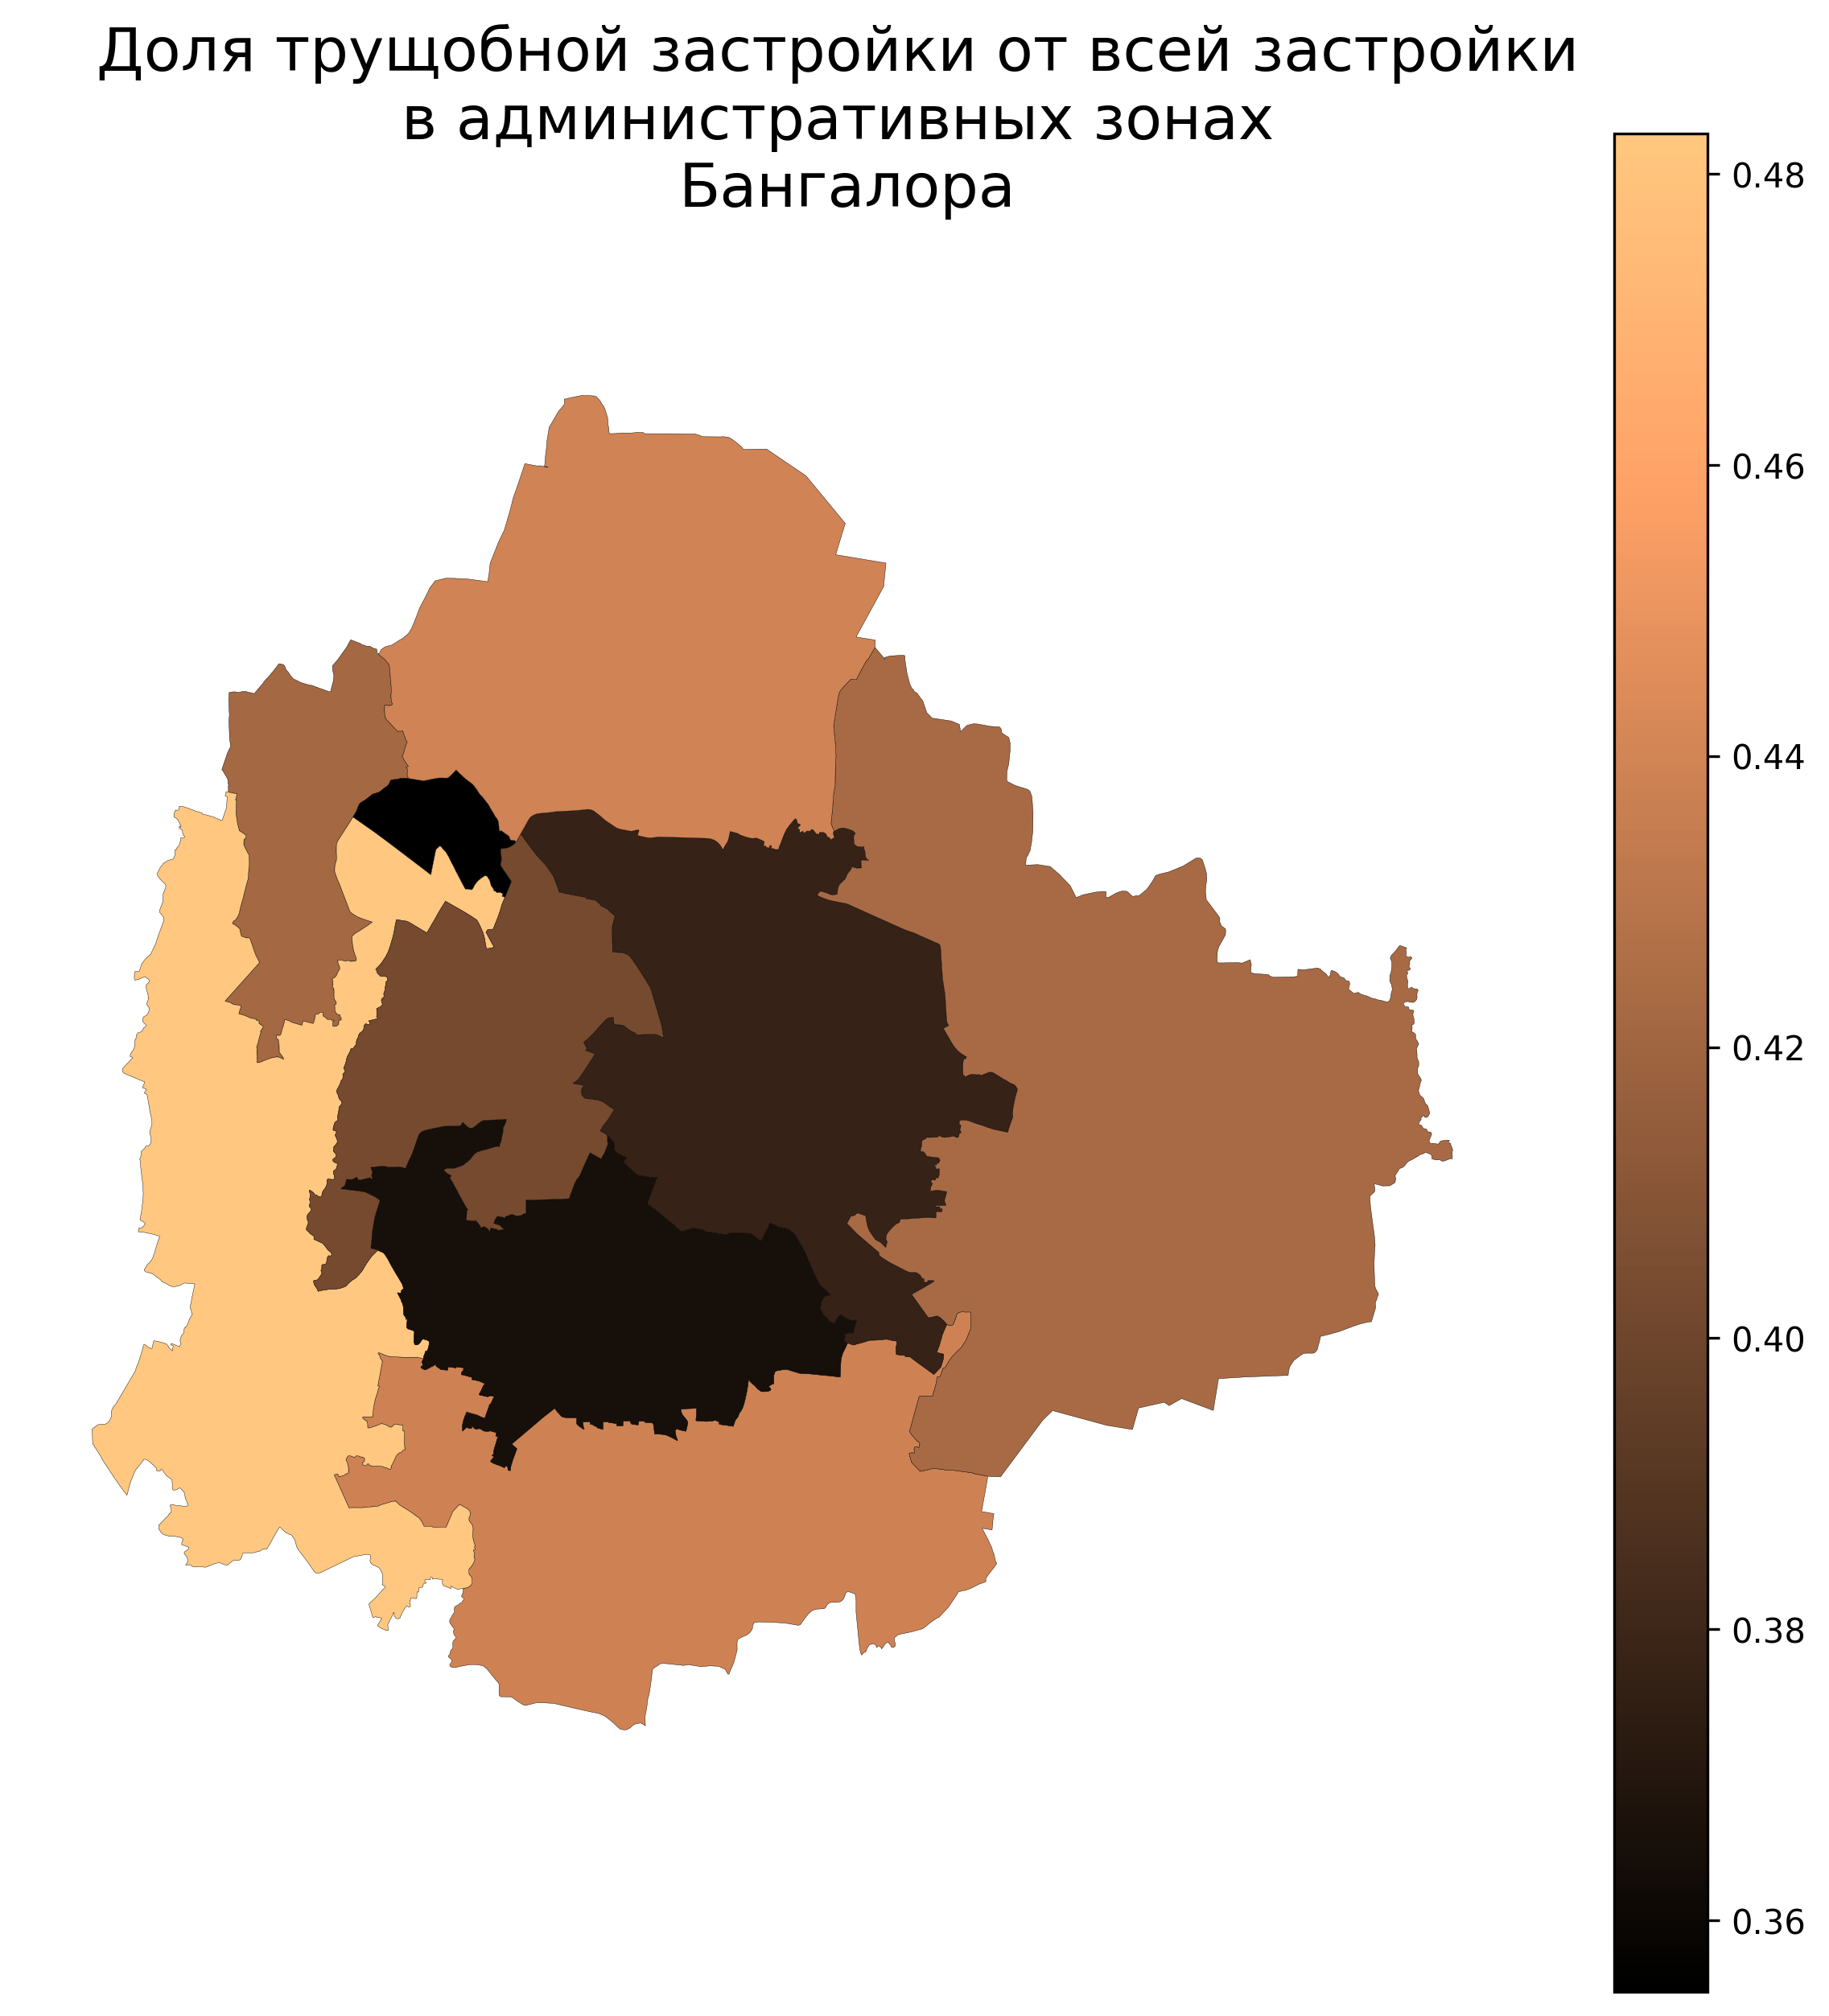 Доля трущобной застройки от всей застройки
в административных зонах
Бангалора
0.48
0.46
0.44
0.42
0.40
0.38
0.36